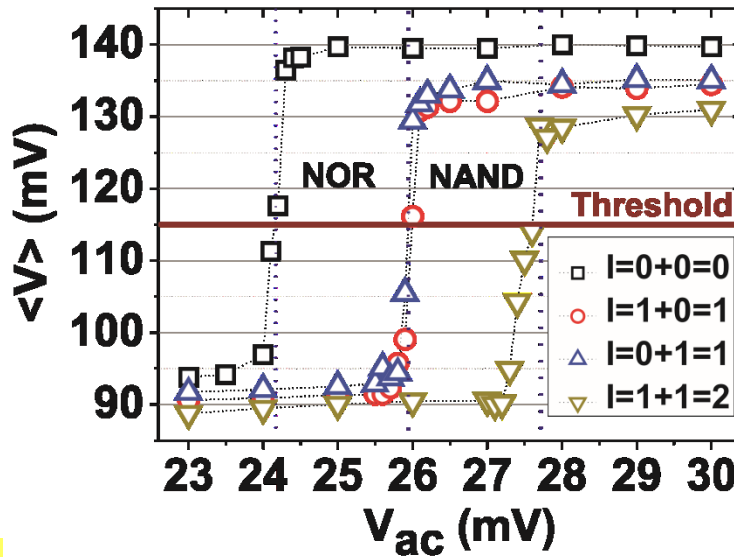 140
130
120
110
100
90
<V> (mV)
NOR
NAND
Threshold
I=0+0=0
I=1+0=1
I=0+1=1
I=1+1=2
23 24 25 26 27 28 29 30
Vac (mV)